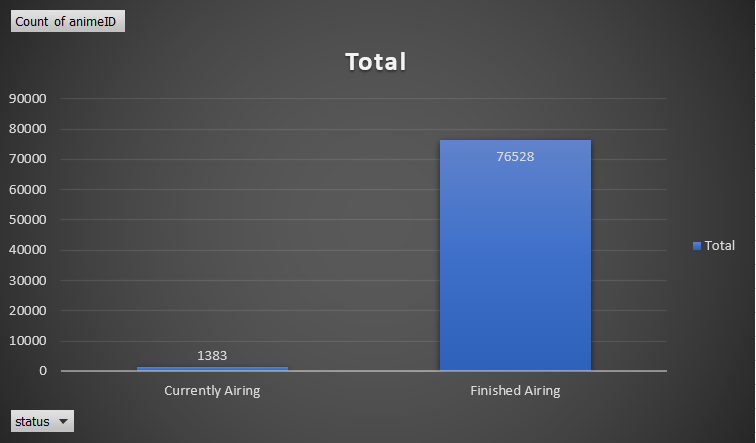 Count of animeID
Total
90000
80000
70000
60000
50000
40000
30000
20000
10000
0
76528
1383
Total
Currently Airing
Finished Airing
status